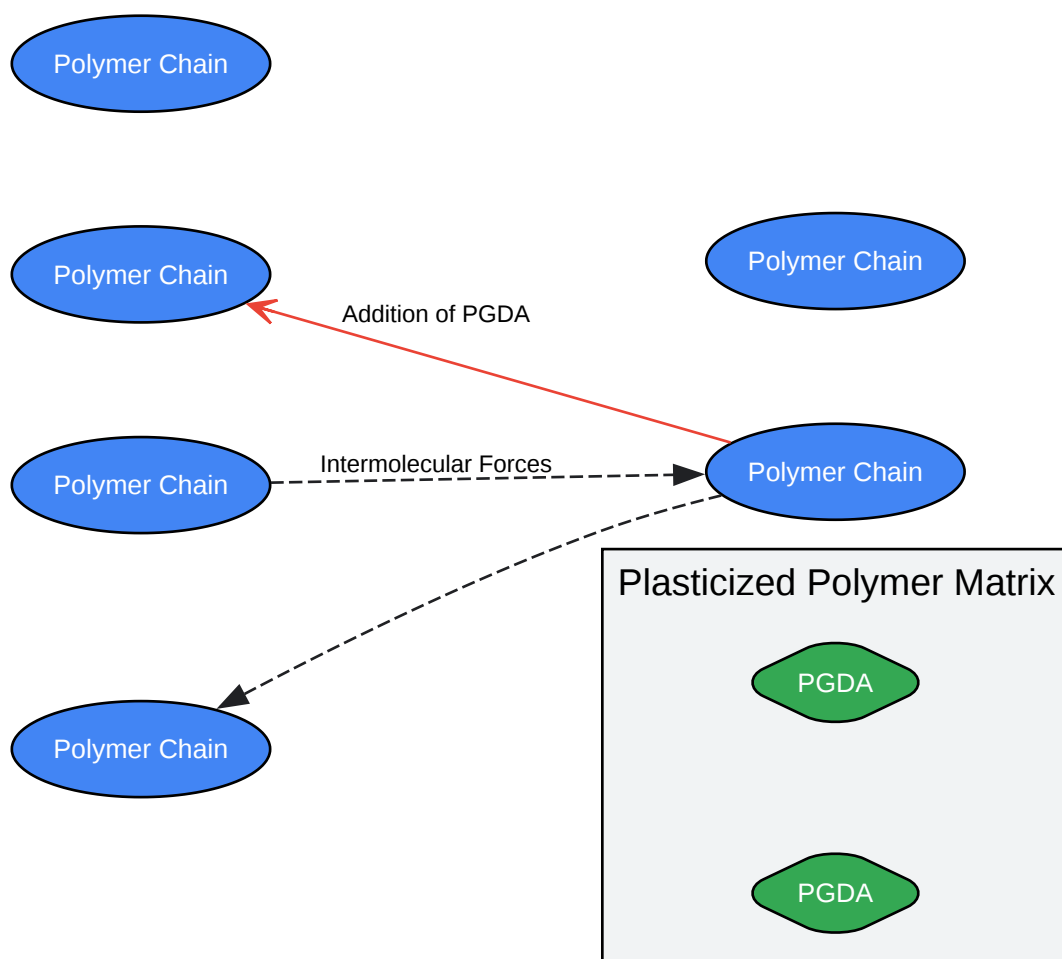 Polymer Chain
Polymer Chain
Polymer Chain
Addition of PGDA
Intermolecular Forces
Polymer Chain
Polymer Chain
Plasticized Polymer Matrix
PGDA
Polymer Chain
PGDA